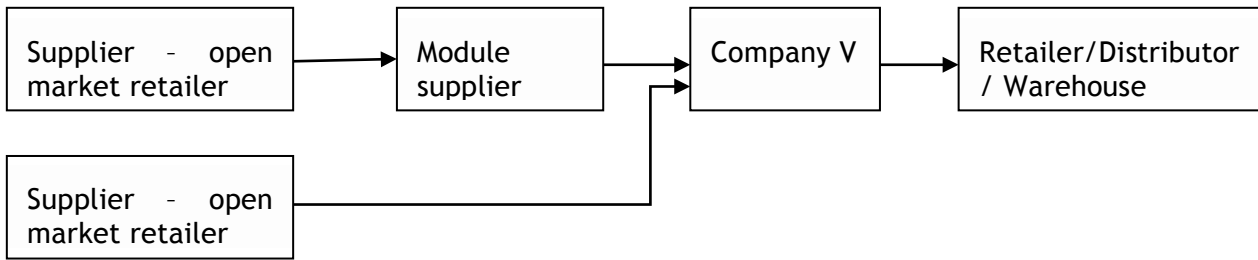 Supplier – open
market retailer
Module
supplier
Company V
Retailer/Distributor
/ Warehouse
Supplier – open
market retailer